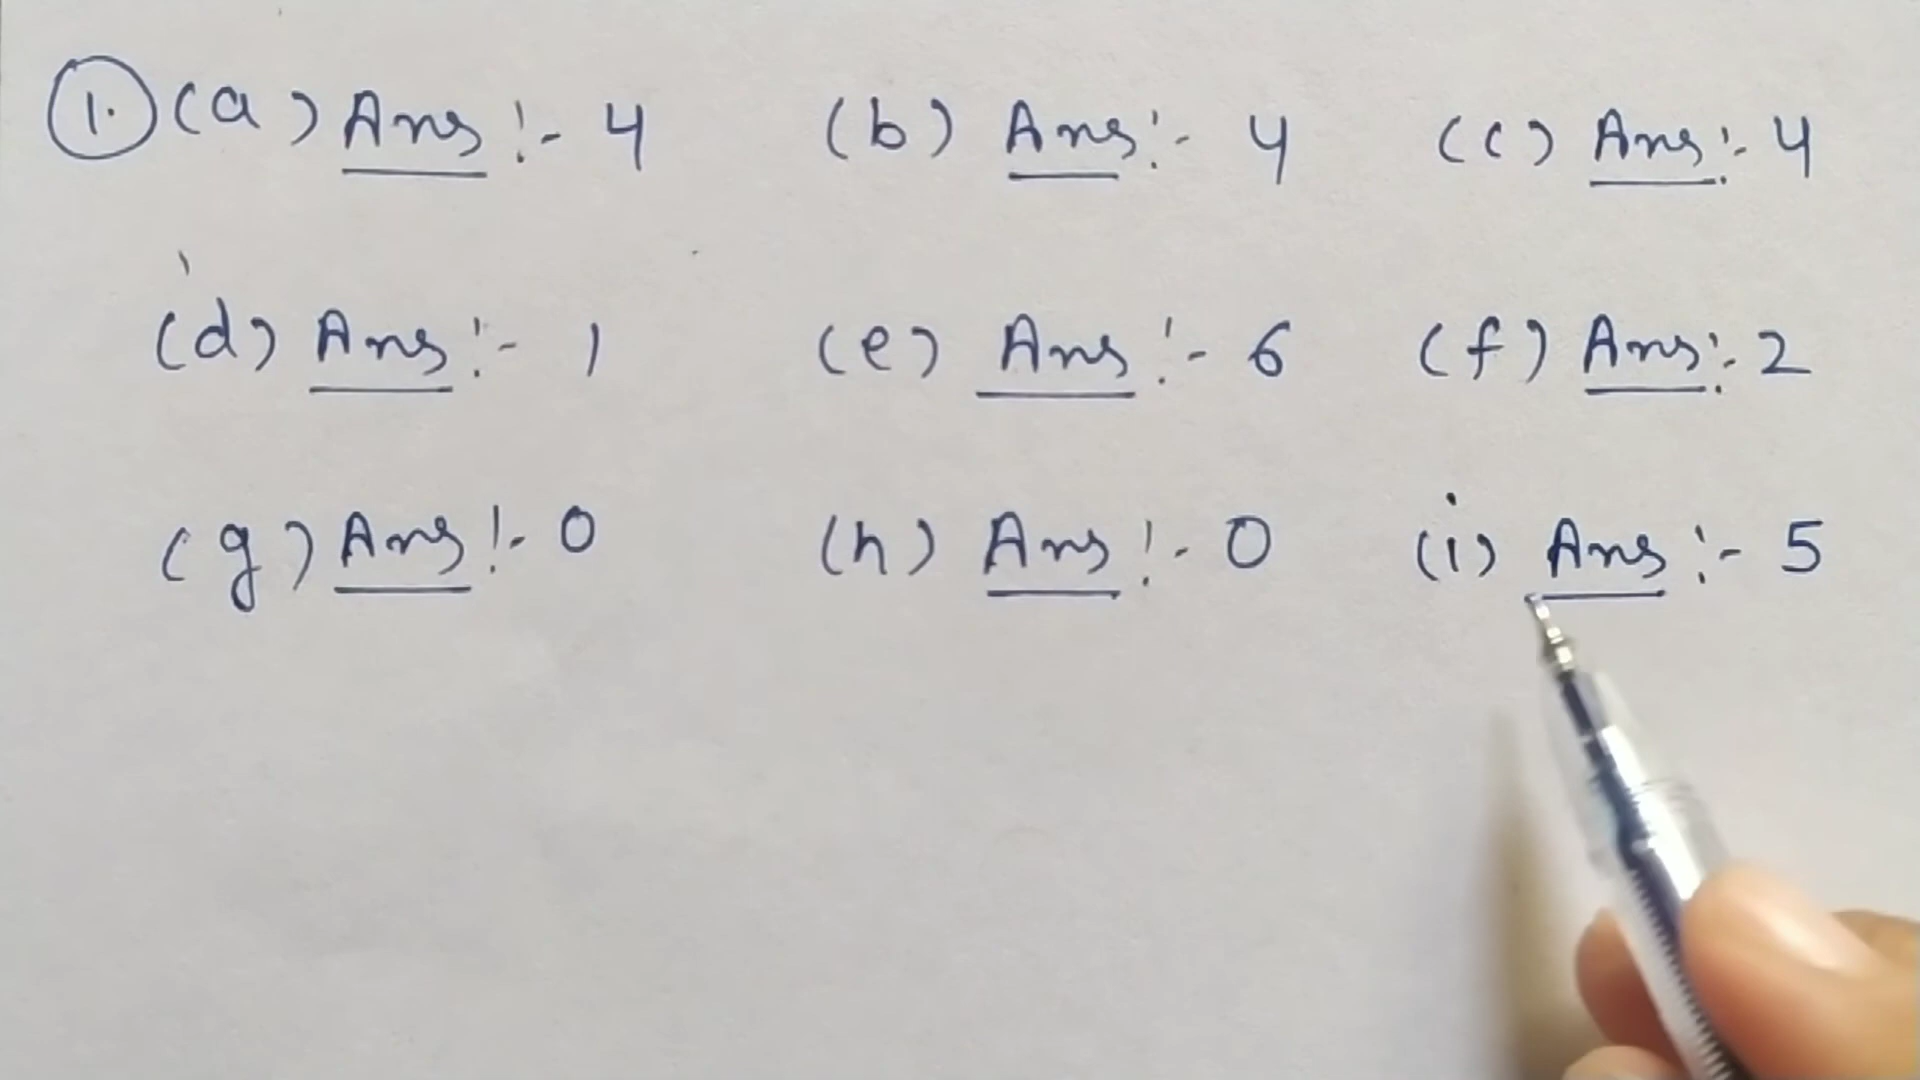 1. (a) Ans :- 4 (b) Ans :- 4 (c) Ans :- 4
(d) Ans :- 1 (e) Ans :- 6 (f) Ans :- 2
(g) Ans :- 0 (h) Ans :- 0 (i) Ans :- 5